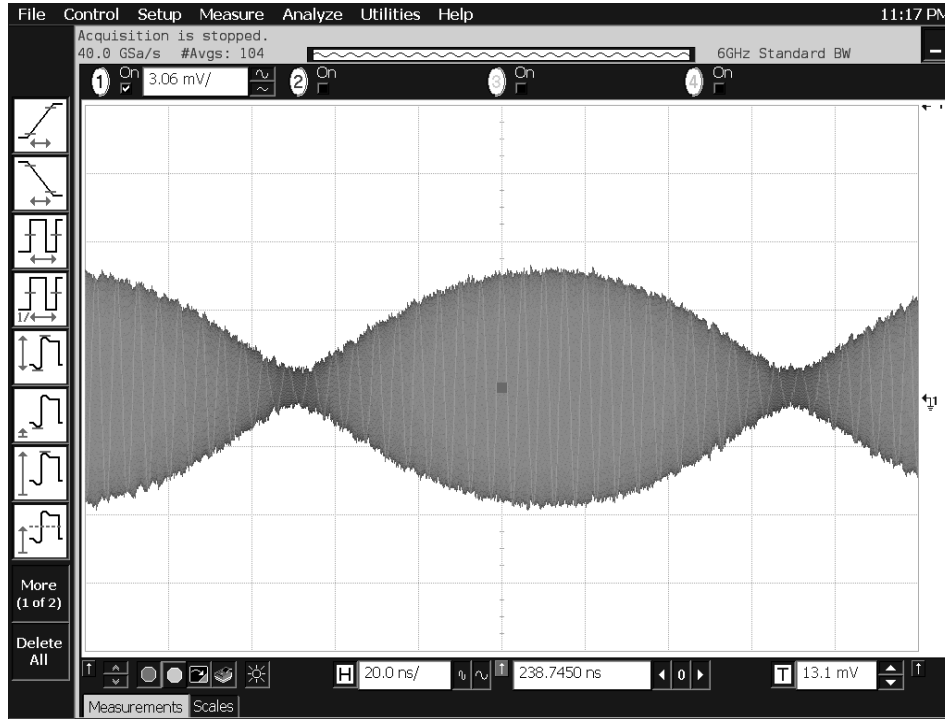 File Control Setup Measure Analyze Utilities Help 11:17 PM
Acquisition is stopped.
40.0 GSa/s #Avgs: 104 6GHz Standard BW
1 On 3.06 mV/ 2 On 3 On 4 On
1
1/
More
(1 of 2)
Delete
All
H 20.0 ns/ 238.7450 ns 0 T 13.1 mV
Measurements Scales